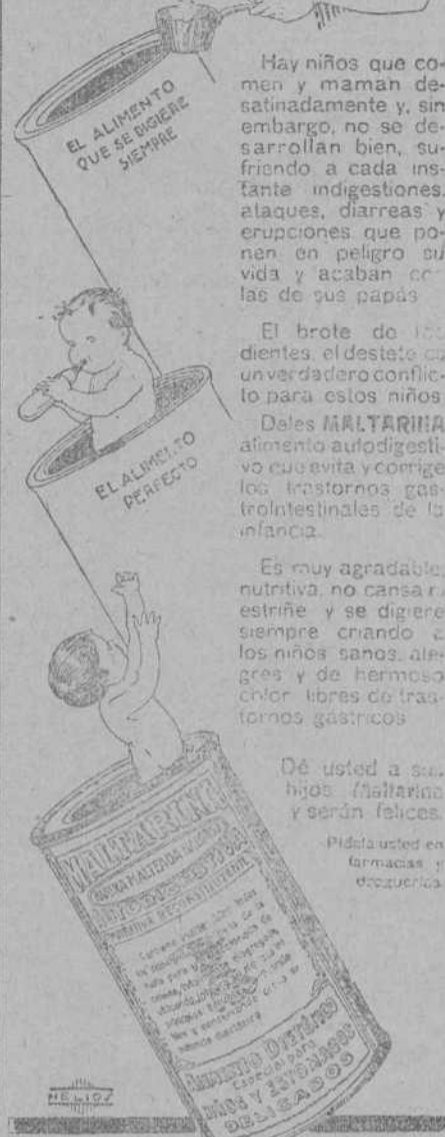 EL ALIMENTO
QUE SE DIGIERE
SIEMPRE
Hay niños que co-
men y maman de-
satinadamente y, sin
embargo, no se de-
sarrollan bien, su-
friendo a cada ins-
tante indigestiones,
ataques, diarreas y
erupciones que po-
nen en peligro su
vida y acaban
las de sus papás
El brote de los
dientes, el destete
un verdadero conflic-
to para estos niños
EL ALIMENTO
PERFECTO
Dales MALTARINA
alimento autodigesti-
vo que evita y corrige
los trastornos gas-
trointestinales de la
infancia.
Es muy agradable,
nutritiva, no cansa ni
estriñe y se digiere
siempre criando a
los niños sanos, ale-
gres y de hermoso
color libres de tras-
tornos gástricos
Dé usted a sus
hijos Maltarina
y serán felices.
Pídala usted en
farmacias y
droguerías
MALTARINA
ALIMENTO DIETÉTICO
Especial para
NIÑOS Y ESTOMAGOS
DELICADOS
HELIOS